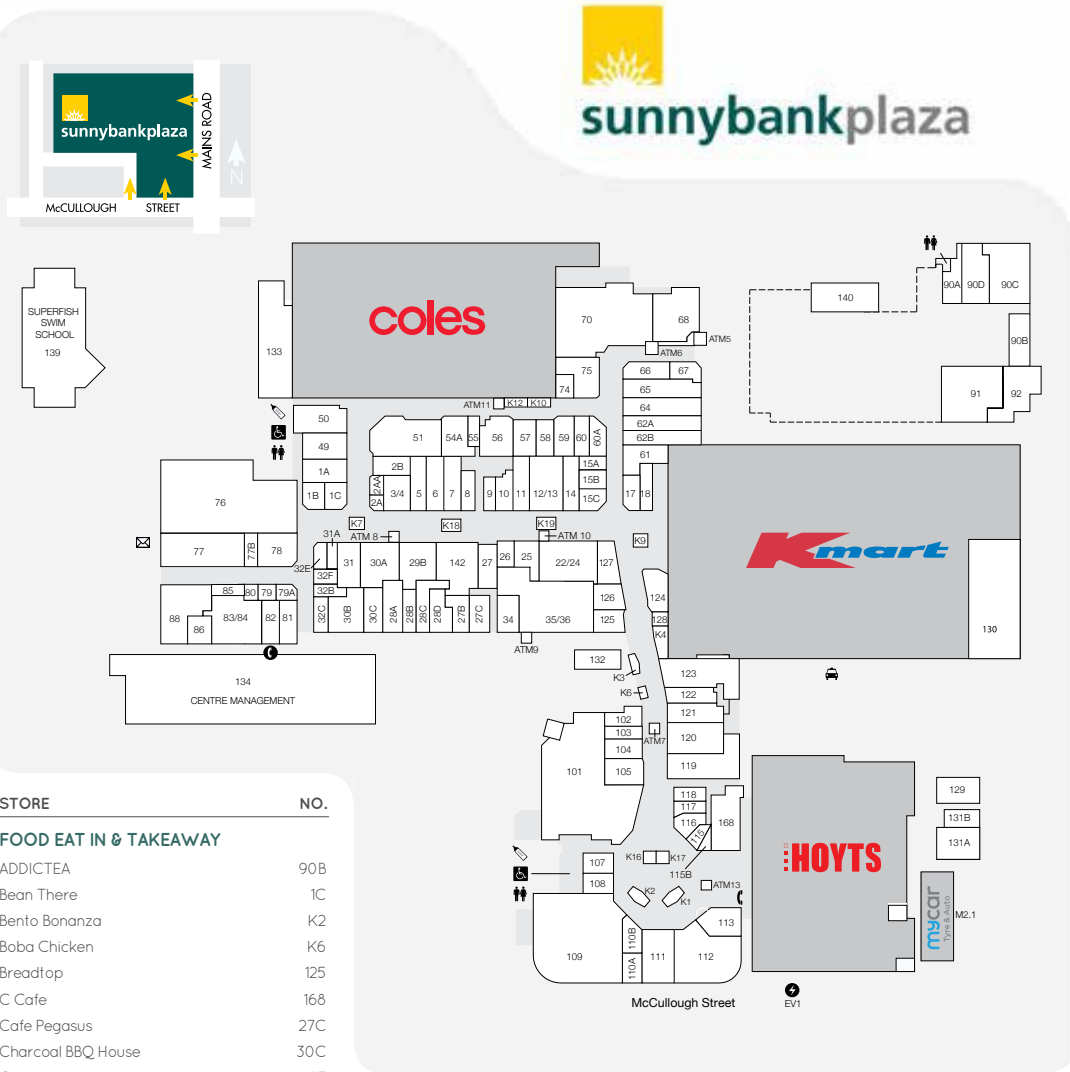 sunnybankplaza
sunnybankplaza
MAINS ROAD
N
McCULLOUGH STREET
SUPERFISH
SWIM
SCHOOL
139
133
coles
70
68
ATM5
ATM6
75
74
66
67
65
64
62A
62B
61
17
18
140
90A
90D
90C
90B
91
92
ATM11
K12
K10
50
49
1A
1B
1C
51
54A
55
56
57
58
59
60
60A
2B
2AA
2A
3/4
5
6
7
8
9
10
11
12/13
14
15A
15B
15C
76
77
77B
78
K7
K18
K19
K9
31A
ATM 8
ATM 10
32E
32F
32B
32C
31
30A
29B
142
27
30B
30C
28A
28B
28C
28D
27B
27C
26
25
22/24
127
126
125
34
35/36
ATM9
124
128
K4
Kmart
130
85
80
79
79A
88
86
83/84
82
81
134
CENTRE MANAGEMENT
132
K3
K6
123
122
121
120
119
ATM7
102
103
104
105
101
118
117
116
115
168
115B
K16
K17
107
108
K2
K1
ATM13
113
109
110B
110A
111
112
HOYTS
129
131B
131A
mycar
Tyre & Auto
M2.1
McCullough Street
EV1
STORE NO.
FOOD EAT IN & TAKEAWAY
ADDICTEA 90B
Bean There 1C
Bento Bonanza K2
Boba Chicken K6
Breadtop 125
C Cafe 168
Cafe Pegasus 27C
Charcoal BBQ House 30C